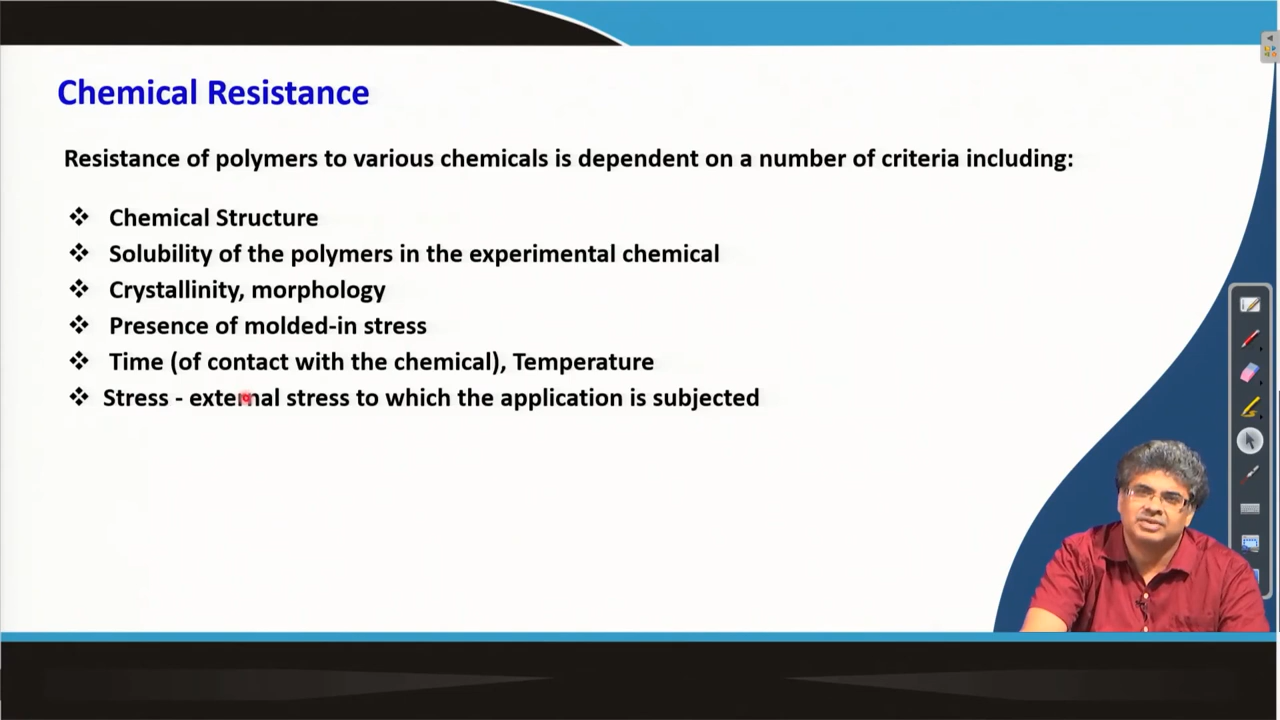 Chemical Resistance
Resistance of polymers to various chemicals is dependent on a number of criteria including:
❖ Chemical Structure
❖ Solubility of the polymers in the experimental chemical
❖ Crystallinity, morphology
❖ Presence of molded-in stress
❖ Time (of contact with the chemical), Temperature
❖ Stress - external stress to which the application is subjected